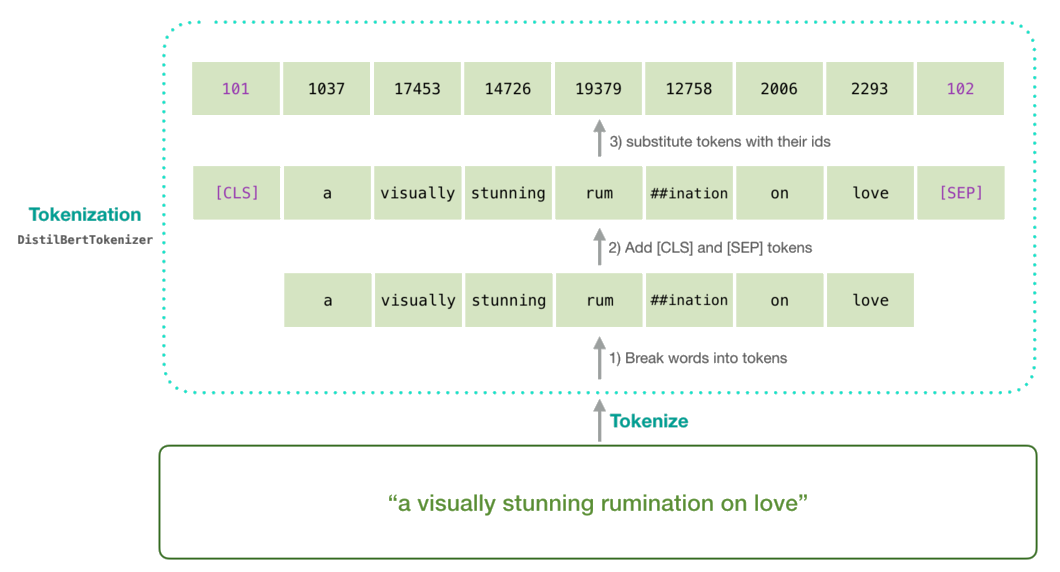 101 1037 17453 14726 19379 12758 2006 2293 102
3) substitute tokens with their ids
[CLS] a visually stunning rum ##ination on love [SEP]
Tokenization
DistilBertTokenizer
2) Add [CLS] and [SEP] tokens
a visually stunning rum ##ination on love
1) Break words into tokens
Tokenize
“a visually stunning rumination on love”